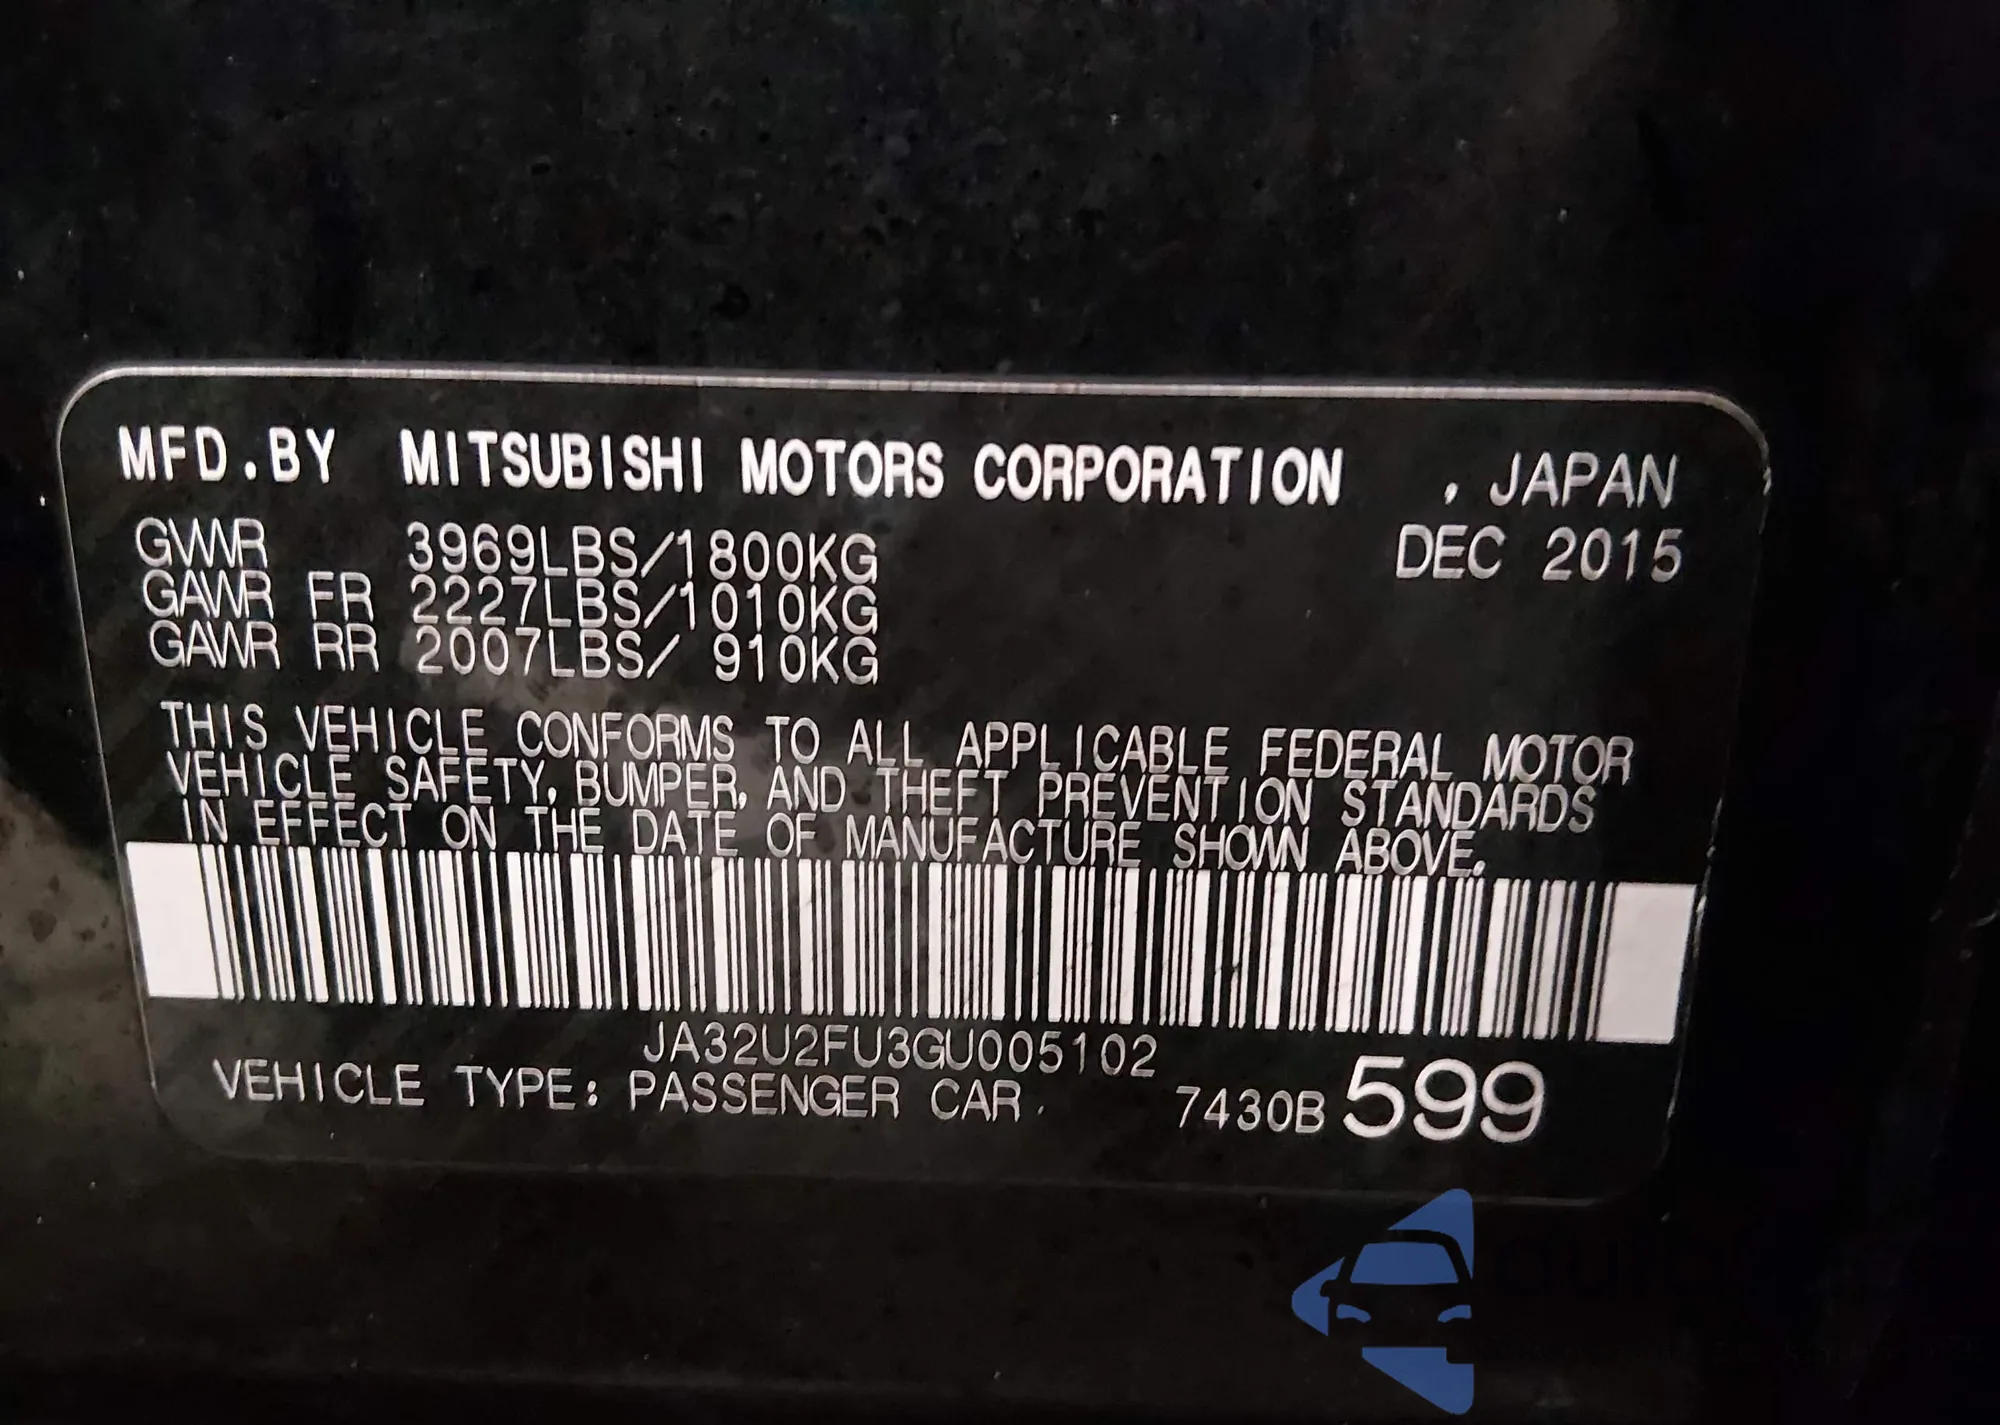 MFD.BY MITSUBISHI MOTORS CORPORATION , JAPAN
GVWR 3969LBS/1800KG DEC 2015
GAWR FR 2227LBS/1010KG
GAWR RR 2007LBS/ 910KG
THIS VEHICLE CONFORMS TO ALL APPLICABLE FEDERAL MOTOR
VEHICLE SAFETY, BUMPER, AND THEFT PREVENTION STANDARDS
IN EFFECT ON THE DATE OF MANUFACTURE SHOWN ABOVE.
JA32U2FU3GU005102
VEHICLE TYPE: PASSENGER CAR. 7430B 599